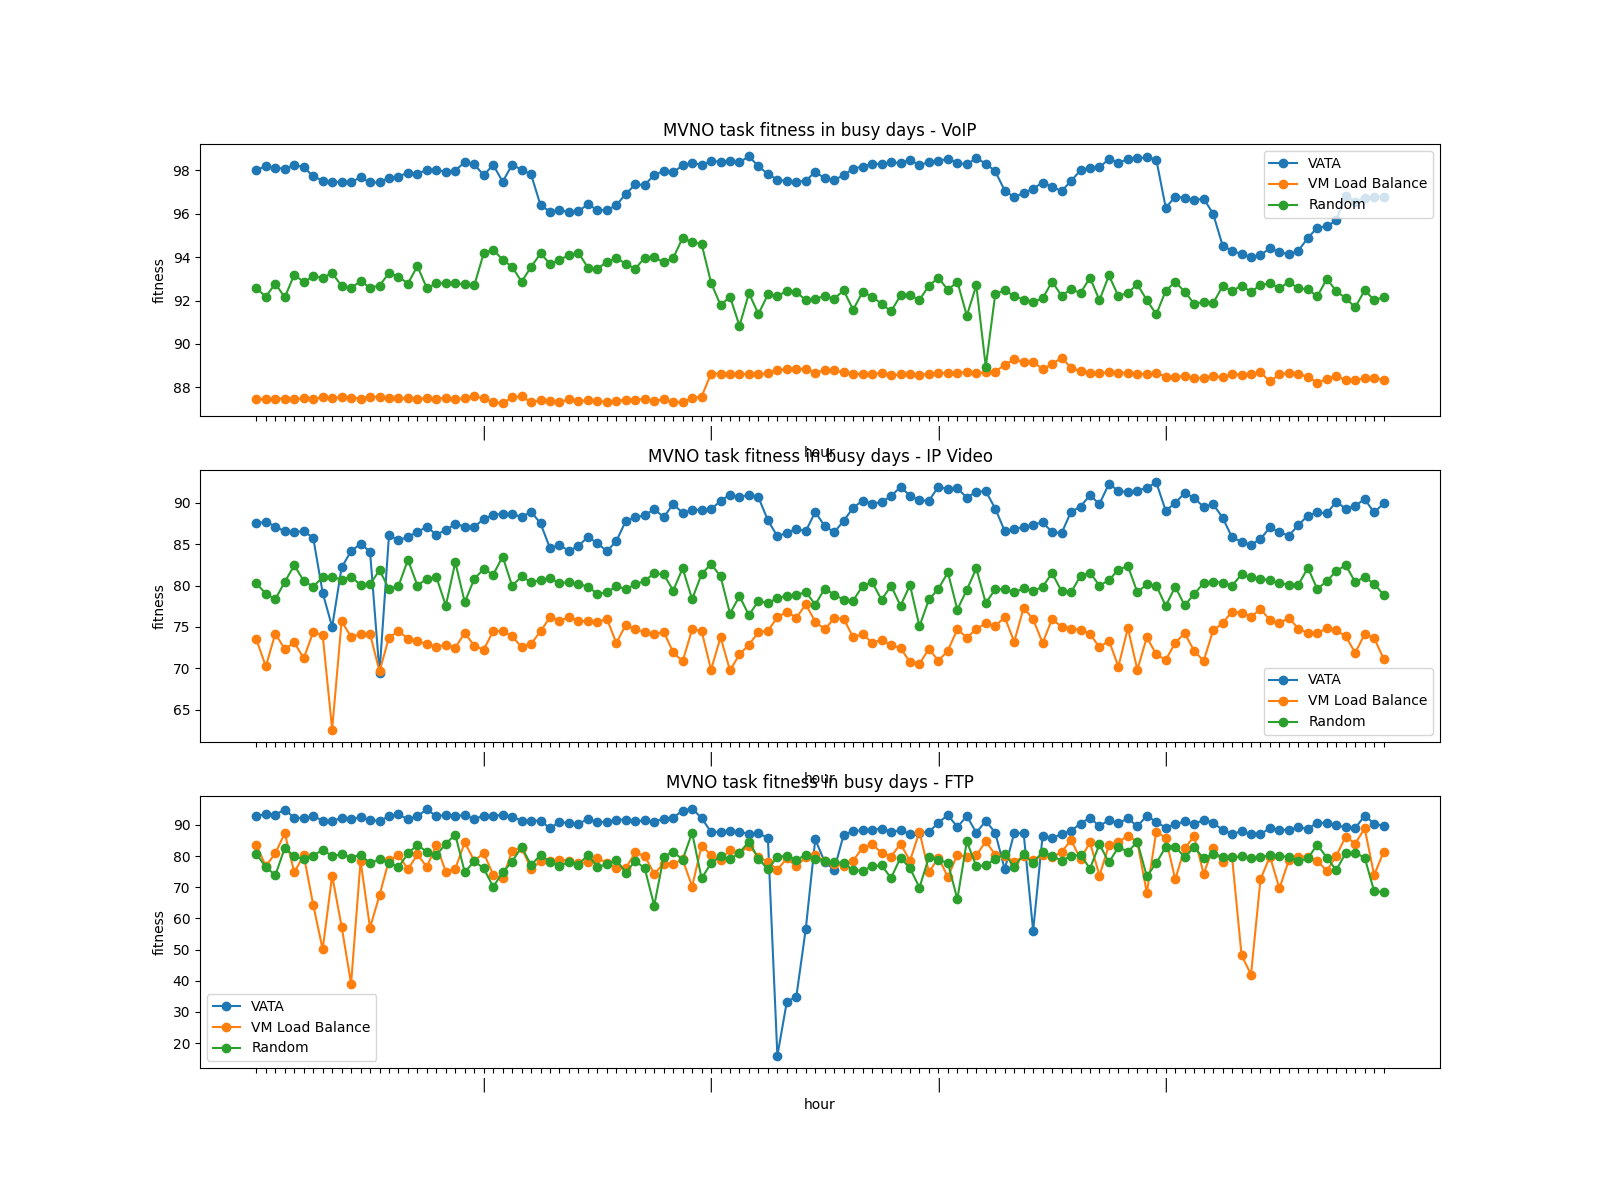 MVNO task fitness in busy days - VoIP
fitness
98
96
94
92
90
88
VATA
VM Load Balance
Random
hour
MVNO task fitness in busy days - IP Video
fitness
90
85
80
75
70
65
VATA
VM Load Balance
Random
hour
MVNO task fitness in busy days - FTP
fitness
90
80
70
60
50
40
30
20
VATA
VM Load Balance
Random
hour